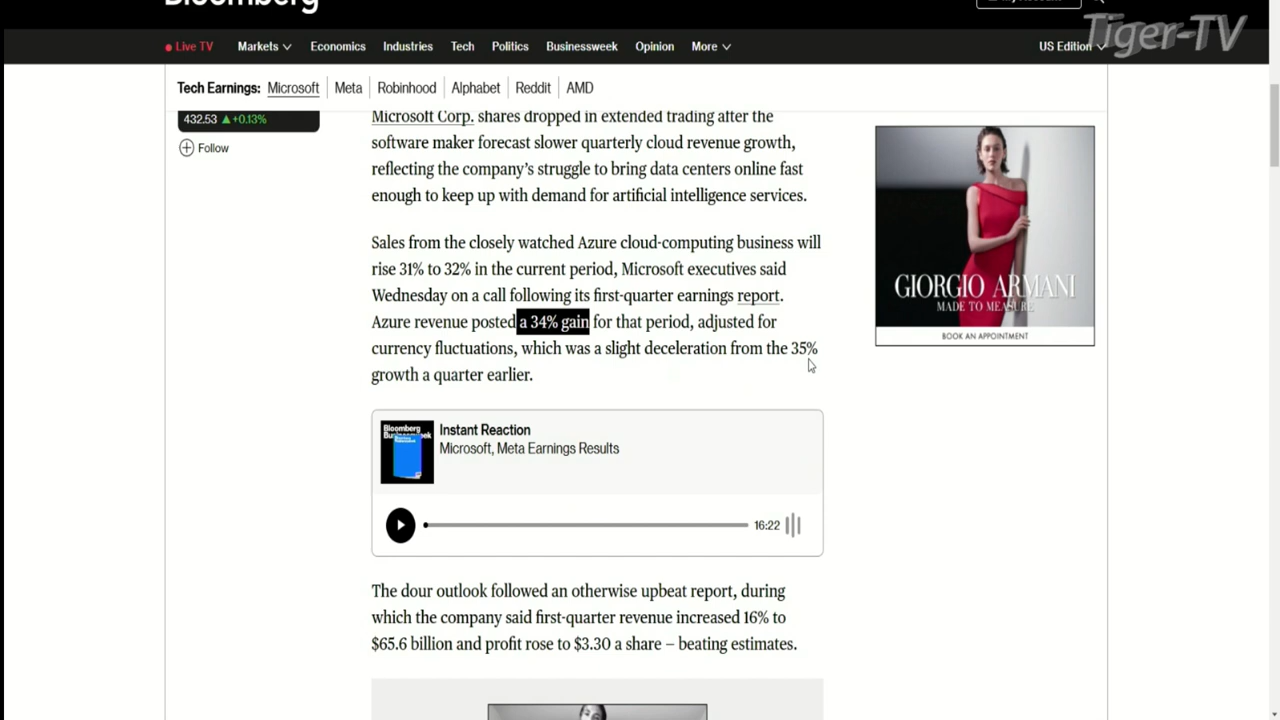 Bloomberg
Tiger-TV
Live TV
Markets
Economics
Industries
Tech
Politics
Businessweek
Opinion
More
US Edition
Tech Earnings:
Microsoft
Meta
Robinhood
Alphabet
Reddit
AMD
432.53 ▲+0.13%
Follow
Microsoft Corp. shares dropped in extended trading after the
software maker forecast slower quarterly cloud revenue growth,
reflecting the company's struggle to bring data centers online fast
enough to keep up with demand for artificial intelligence services.
Sales from the closely watched Azure cloud-computing business will
rise 31% to 32% in the current period, Microsoft executives said
Wednesday on a call following its first-quarter earnings report.
Azure revenue posted a 34% gain for that period, adjusted for
currency fluctuations, which was a slight deceleration from the 35%
growth a quarter earlier.
GIORGIO ARMANI
MADE TO MEASURE
BOOK AN APPOINTMENT
Bloomberg
Instant Reaction
Microsoft, Meta Earnings Results
16:22
The dour outlook followed an otherwise upbeat report, during
which the company said first-quarter revenue increased 16% to
$65.6 billion and profit rose to $3.30 a share – beating estimates.